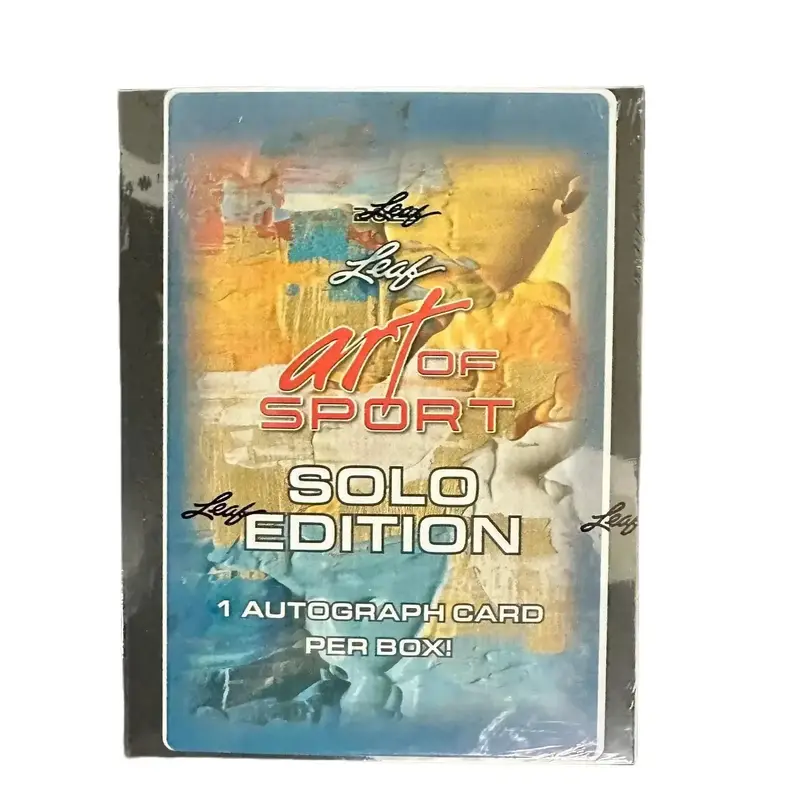 Leaf
Leaf
art OF
SPORT
SOLO
Leaf EDITION Leaf
1 AUTOGRAPH CARD
PER BOX!